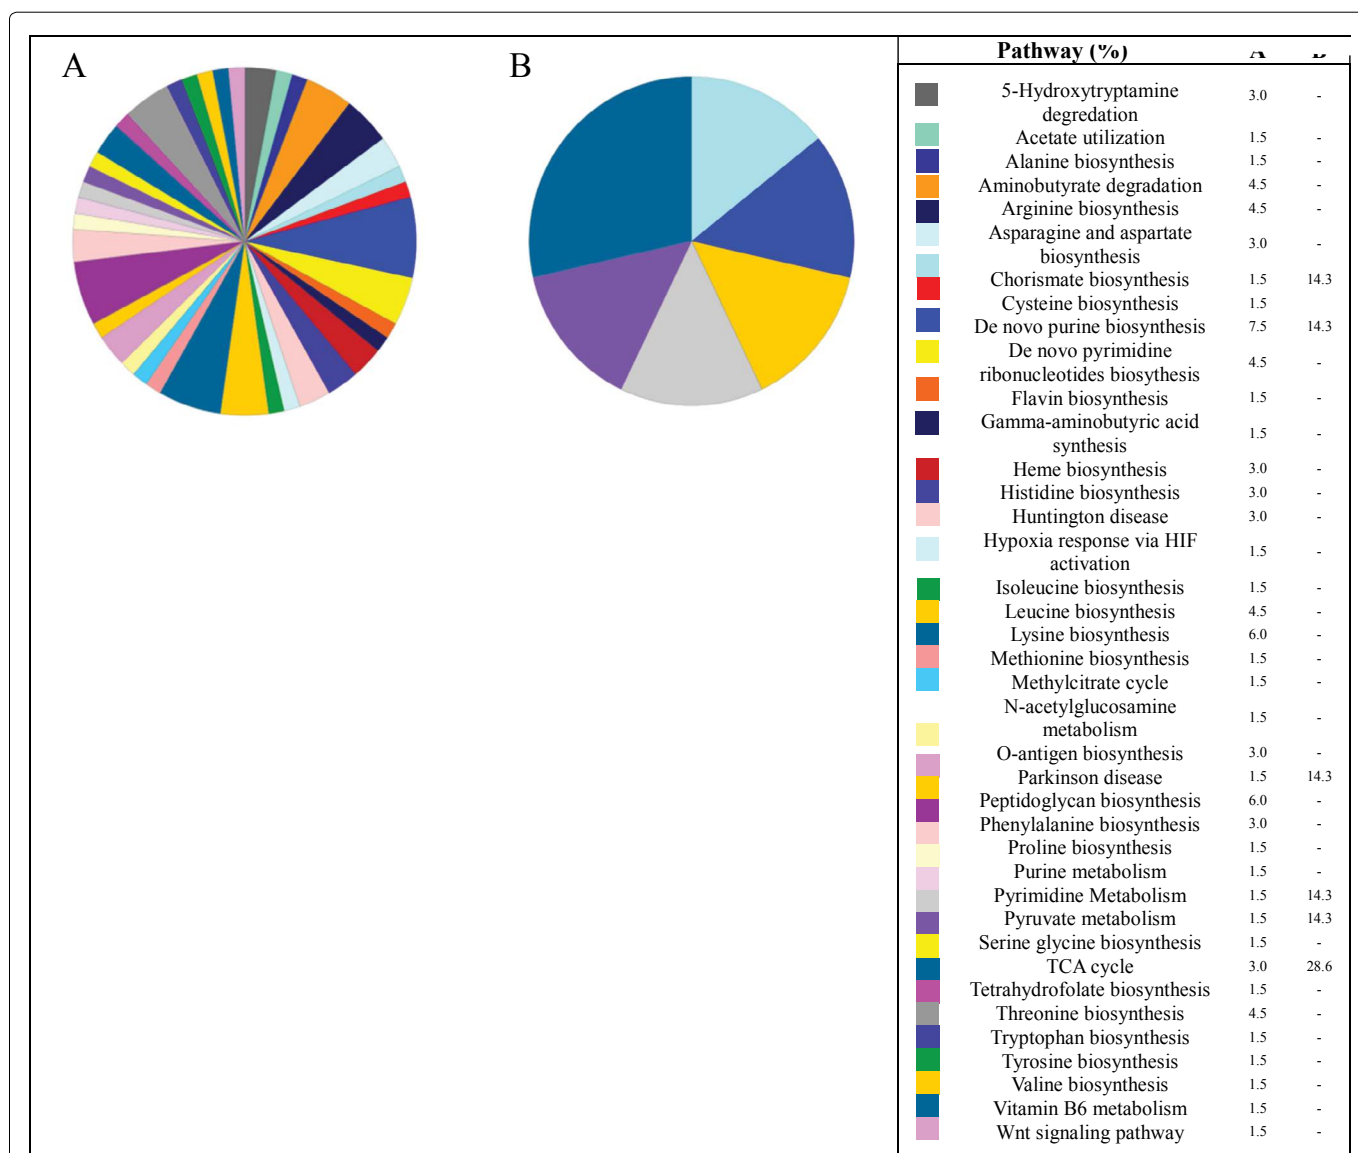 A
B
Pathway (%)
5-Hydroxytryptamine
degredation 3.0 -
Acetate utilization 1.5 -
Alanine biosynthesis 1.5 -
Aminobutyrate degradation 4.5 -
Arginine biosynthesis 4.5 -
Asparagine and aspartate
biosynthesis 3.0 -
Chorismate biosynthesis 1.5 14.3
Cysteine biosynthesis 1.5
De novo purine biosynthesis 7.5 14.3
De novo pyrimidine
ribonucleotides biosythesis 4.5 -
Flavin biosynthesis 1.5 -
Gamma-aminobutyric acid
synthesis 1.5 -
Heme biosynthesis 3.0 -
Histidine biosynthesis 3.0 -
Huntington disease 3.0 -
Hypoxia response via HIF
activation 1.5 -
Isoleucine biosynthesis 1.5 -
Leucine biosynthesis 4.5 -
Lysine biosynthesis 6.0 -
Methionine biosynthesis 1.5 -
Methylcitrate cycle 1.5 -
N-acetylglucosamine
metabolism 1.5 -
O-antigen biosynthesis 3.0 -
Parkinson disease 1.5 14.3
Peptidoglycan biosynthesis 6.0 -
Phenylalanine biosynthesis 3.0 -
Proline biosynthesis 1.5 -
Purine metabolism 1.5 -
Pyrimidine Metabolism 1.5 14.3
Pyruvate metabolism 1.5 14.3
Serine glycine biosynthesis 1.5 -
TCA cycle 3.0 28.6
Tetrahydrofolate biosynthesis 1.5 -
Threonine biosynthesis 4.5 -
Tryptophan biosynthesis 1.5 -
Tyrosine biosynthesis 1.5 -
Valine biosynthesis 1.5 -
Vitamin B6 metabolism 1.5 -
Wnt signaling pathway 1.5 -